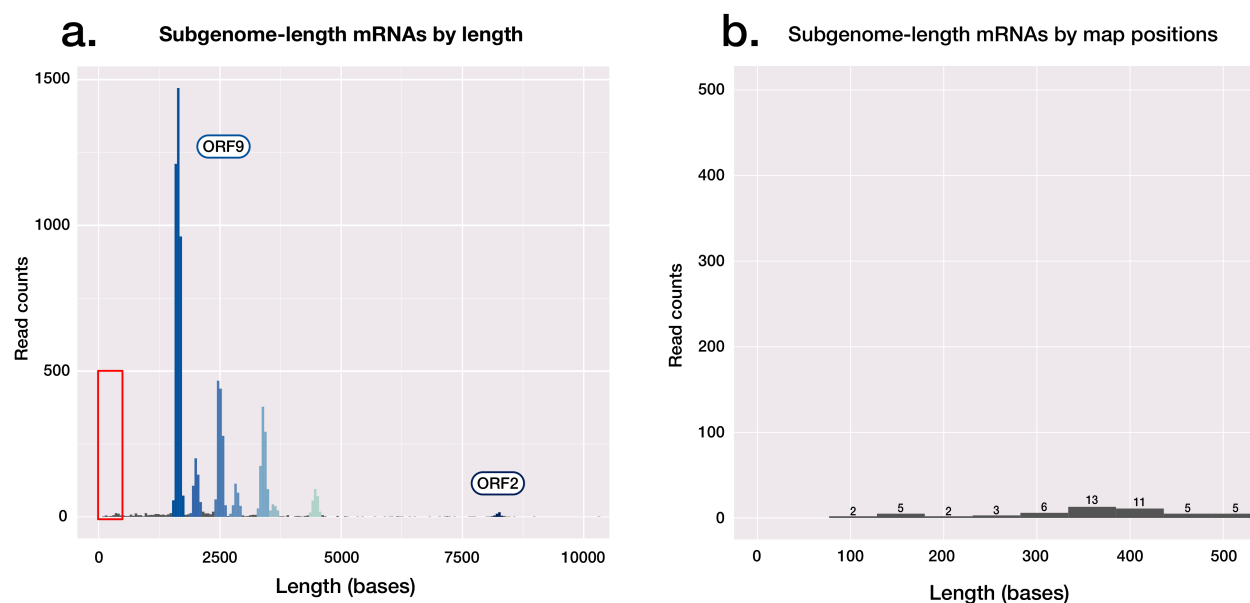 a.
Subgenome-length mRNAs by length
1500
1000
500
0
Read counts
ORF9
ORF2
0 2500 5000 7500 10000
Length (bases)
b.
Subgenome-length mRNAs by map positions
500
400
300
200
100
0
Read counts
2 5 2 3 6 13 11 5 5
0 100 200 300 400 500
Length (bases)